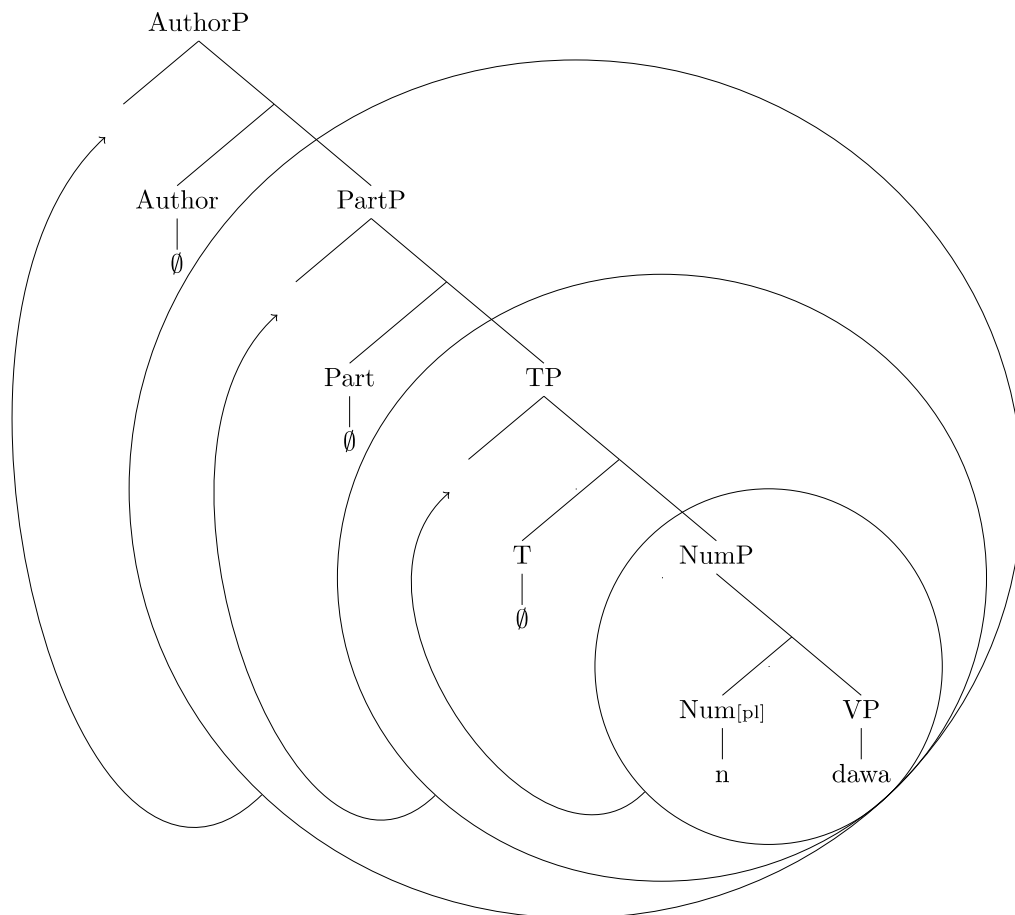 AuthorP
Author PartP
∅
Part TP
∅
T NumP
∅
Num[pl] VP
n dawa